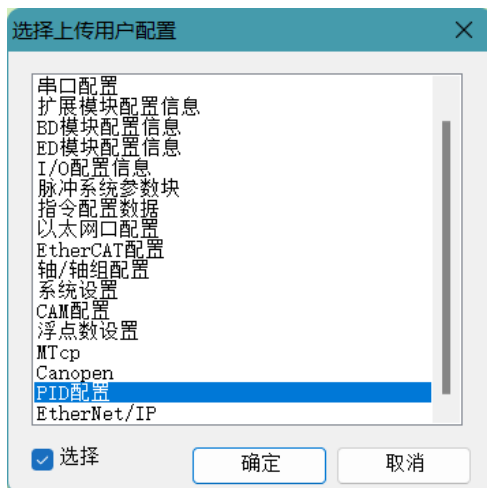 选择上传用户配置
串口配置
扩展模块配置信息
BD模块配置信息
ED模块配置信息
I/O配置信息
脉冲系统参数块
指令配置数据
以太网口配置
EtherCAT配置
轴/轴组配置
系统设置
CAM配置
浮点数设置
MTcp
Canopen
PID配置
EtherNet/IP
选择
确定
取消